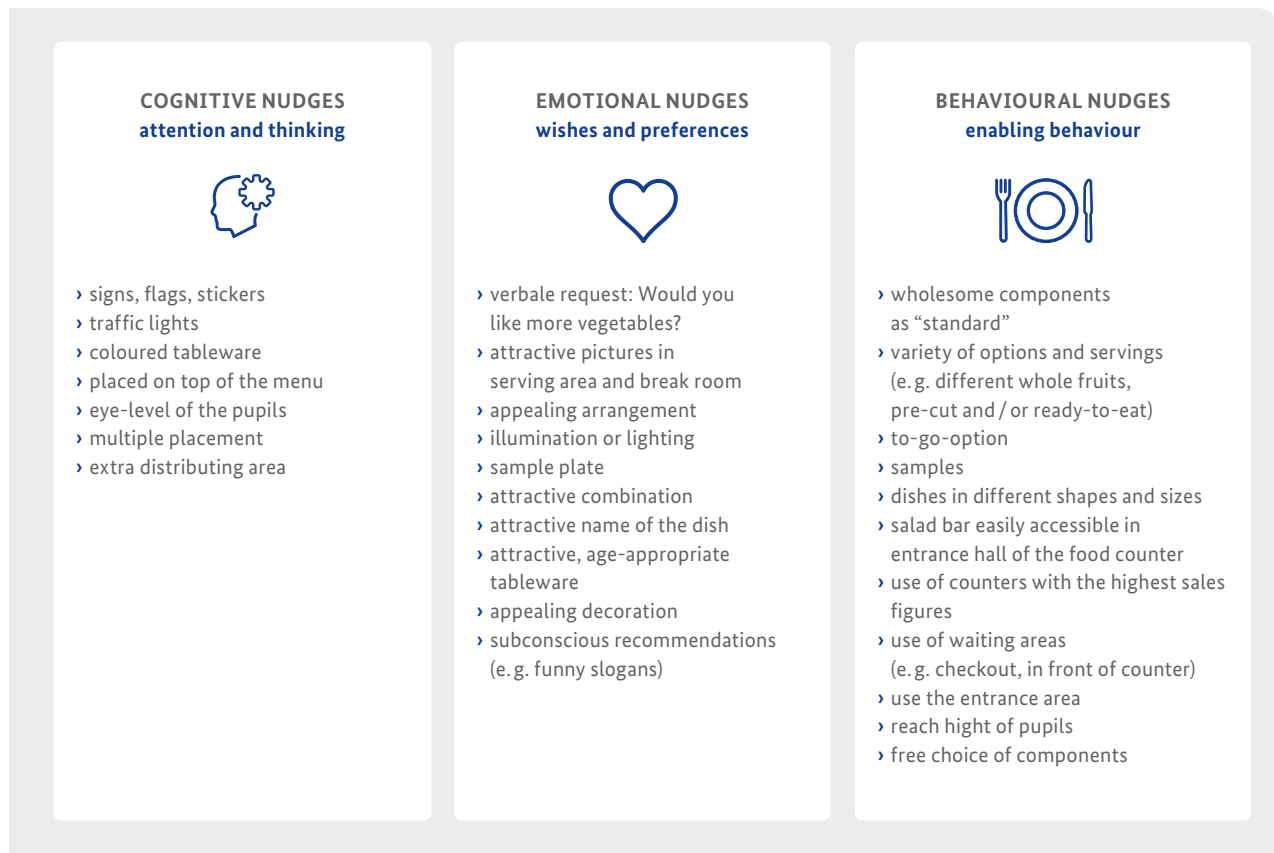 COGNITIVE NUDGES
attention and thinking
› signs, flags, stickers
› traffic lights
› coloured tableware
› placed on top of the menu
› eye-level of the pupils
› multiple placement
› extra distributing area
EMOTIONAL NUDGES
wishes and preferences
› verbale request: Would you
like more vegetables?
› attractive pictures in
serving area and break room
› appealing arrangement
› illumination or lighting
› sample plate
› attractive combination
› attractive name of the dish
› attractive, age-appropriate
tableware
› appealing decoration
› subconscious recommendations
(e. g. funny slogans)
BEHAVIOURAL NUDGES
enabling behaviour
› wholesome components
as “standard”
› variety of options and servings
(e. g. different whole fruits,
pre-cut and / or ready-to-eat)
› to-go-option
› samples
› dishes in different shapes and sizes
› salad bar easily accessible in
entrance hall of the food counter
› use of counters with the highest sales
figures
› use of waiting areas
(e. g. checkout, in front of counter)
› use the entrance area
› reach hight of pupils
› free choice of components